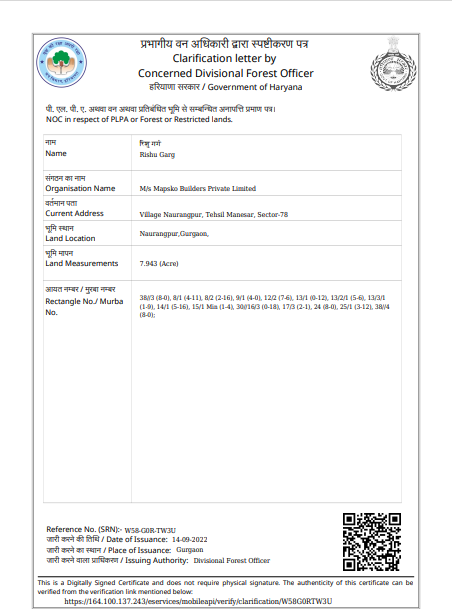 प्रभागीय वन अधिकारी द्वारा स्पष्टीकरण पत्र
Clarification letter by
Concerned Divisional Forest Officer
हरियाणा सरकार / Government of Haryana
पी. एल. पी. ए. अथवा वन अथवा प्रतिबंधित भूमि से सम्बन्धित अनापत्ति प्रमाण पत्र।
NOC in respect of PLPA or Forest or Restricted lands.
नाम
Name
रिशु गर्ग
Rishu Garg
संगठन का नाम
Organisation Name
M/s Mapsko Builders Private Limited
वर्तमान पता
Current Address
Village Naurangpur, Tehsil Manesar, Sector-78
भूमि स्थान
Land Location
Naurangpur,Gurgaon,
भूमि मापन
Land Measurements
7.943 (Acre)
आयत नम्बर / मुरबा नम्बर
Rectangle No./ Murba
No.
38//3 (8-0), 8/1 (4-11), 8/2 (2-16), 9/1 (4-0), 12/2 (7-6), 13/1 (0-12), 13/2/1 (5-6), 13/3/1
(1-9), 14/1 (5-16), 15/1 Min (1-4), 30//16/3 (0-18), 17/3 (2-1), 24 (8-0), 25/1 (3-12), 38//4
(8-0);
Reference No. (SRN):- W58-G0R-TW3U
जारी करने की तिथि / Date of Issuance: 14-09-2022
जारी करने का स्थान / Place of Issuance: Gurgaon
जारी करने वाला प्राधिकरण / Issuing Authority: Divisional Forest Officer
This is a Digitally Signed Certificate and does not require physical signature. The authenticity of this certificate can be
verified from the verification link mentioned below:
https://164.100.137.243/eservices/mobileapi/verify/clarification/W58G0RTW3U